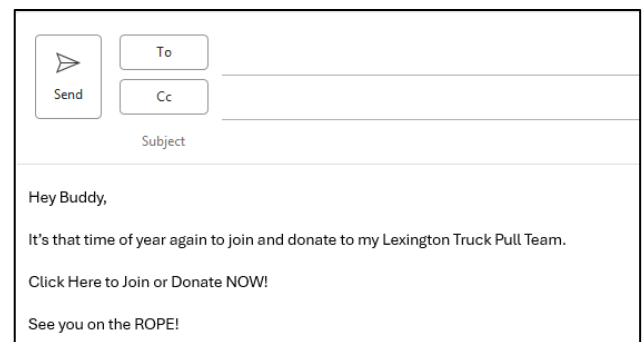 To
Send
Cc
Subject
Hey Buddy,
It's that time of year again to join and donate to my Lexington Truck Pull Team.
Click Here to Join or Donate NOW!
See you on the ROPE!